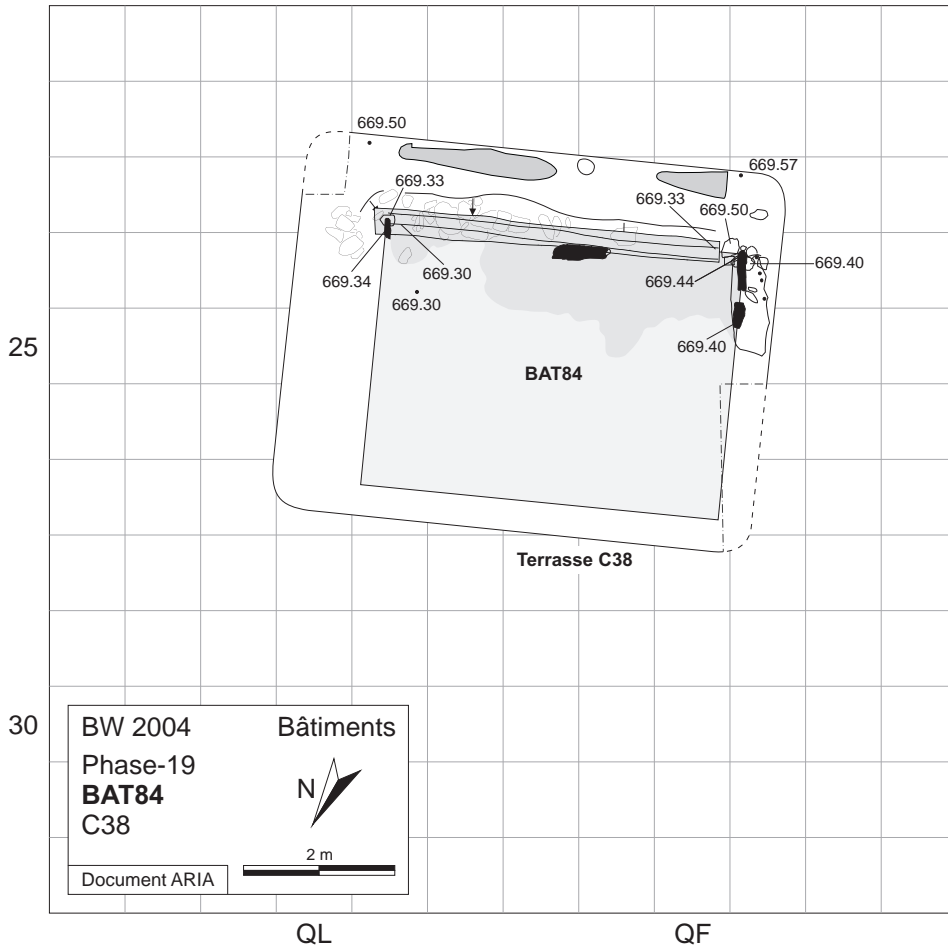 669.50
669.57
669.33
669.33
669.50
669.34
669.30
669.44
669.40
669.30
25
669.40
BAT84
Terrasse C38
30
BW 2004 Bâtiments
Phase-19
BAT84
C38
N
2 m
Document ARIA
QL QF